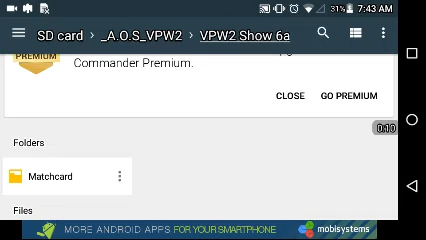 31% 7:43 AM
SD card > _A.O.S_VPW2 > VPW2 Show 6a
PREMIUM
Commander Premium.
CLOSE GO PREMIUM
0:10
Folders
Matchcard
Files
MORE ANDROID APPS FOR YOUR SMARTPHONE mobisystems